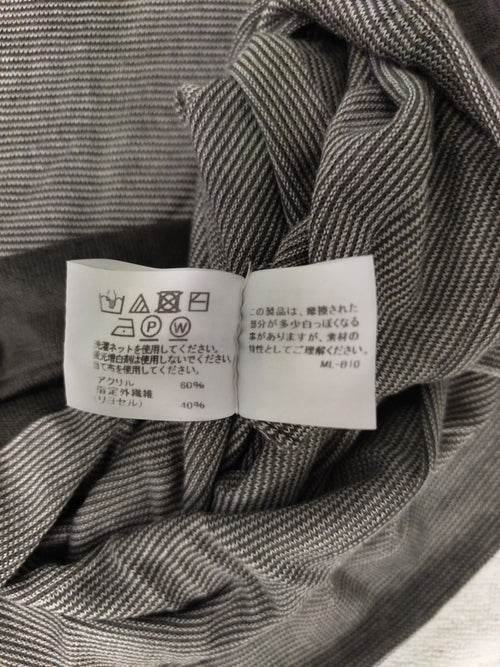 P W
洗濯ネットを使用してください。
蛍光増白剤は使用しないでください。
当て布を使用してください。
アクリル 60%
指定外繊維
(リヨセル) 40%
この製品は、摩擦された
部分が多少白っぽくなる
事がありますが、素材の
特性としてご理解ください。
ML-810